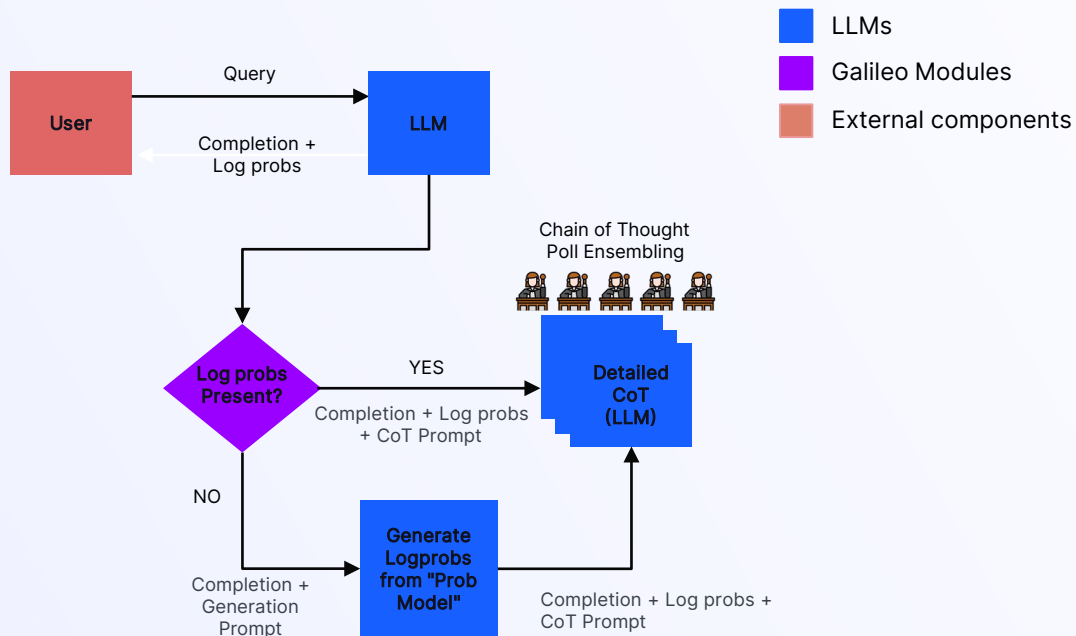 LLMs
Galileo Modules
External components
Query
User
LLM
Completion +
Log probs
Chain of Thought
Poll Ensembling
Log probs
Present?
YES
Completion + Log probs
+ CoT Prompt
Detailed
CoT
(LLM)
NO
Generate
Logprobs
from "Prob
Model"
Completion +
Generation
Prompt
Completion + Log probs +
CoT Prompt